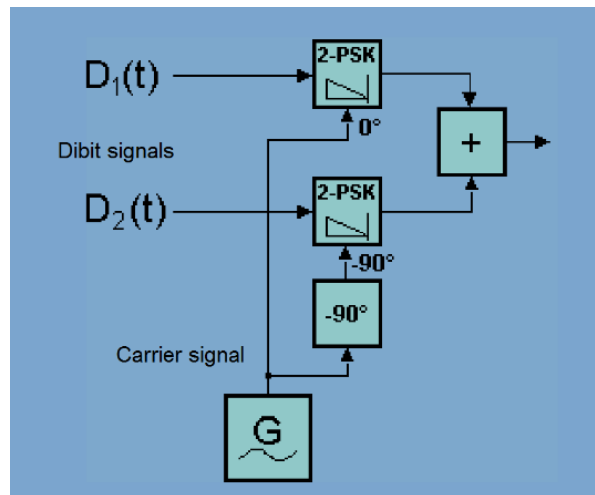 2-PSK
D₁(t)
0°
+
Dibit signals
2-PSK
D₂(t)
-90°
-90°
Carrier signal
G